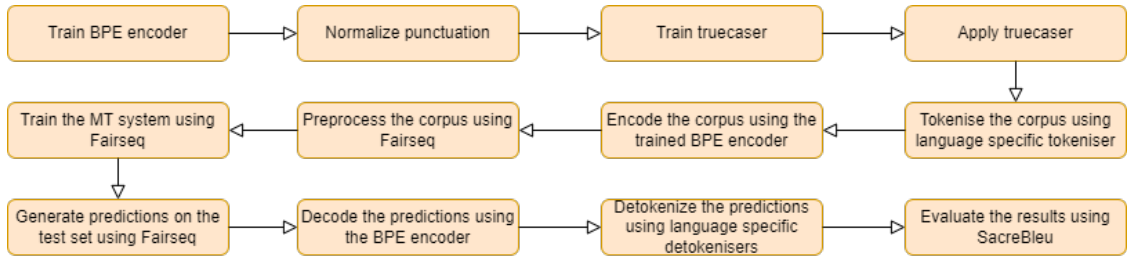 Train BPE encoder
Normalize punctuation
Train truecaser
Apply truecaser
Tokenise the corpus using
language specific tokeniser
Encode the corpus using the
trained BPE encoder
Preprocess the corpus using
Fairseq
Train the MT system using
Fairseq
Generate predictions on the
test set using Fairseq
Decode the predictions using
the BPE encoder
Detokenize the predictions
using language specific
detokenisers
Evaluate the results using
SacreBleu